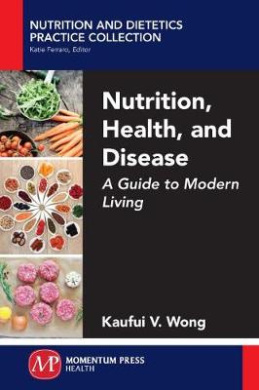 NUTRITION AND DIETETICS
PRACTICE COLLECTION
Katie Ferraro, Editor
Nutrition,
Health, and
Disease
A Guide to Modern
Living
Kaufui V. Wong
MOMENTUM PRESS
HEALTH